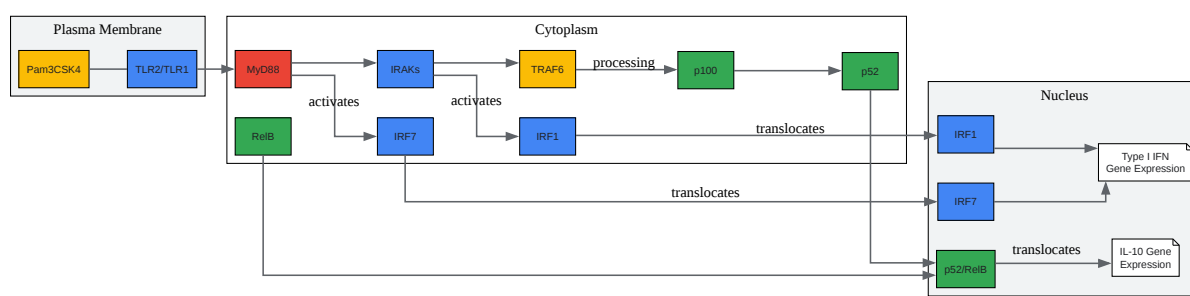 Plasma Membrane
Cytoplasm
Pam3CSK4
TLR2/TLR1
MyD88
IRAKs
TRAF6
processing
p100
p52
activates
activates
RelB
IRF7
IRF1
translocates
translocates
Nucleus
IRF1
Type I IFN
Gene Expression
IRF7
p52/RelB
translocates
IL-10 Gene
Expression